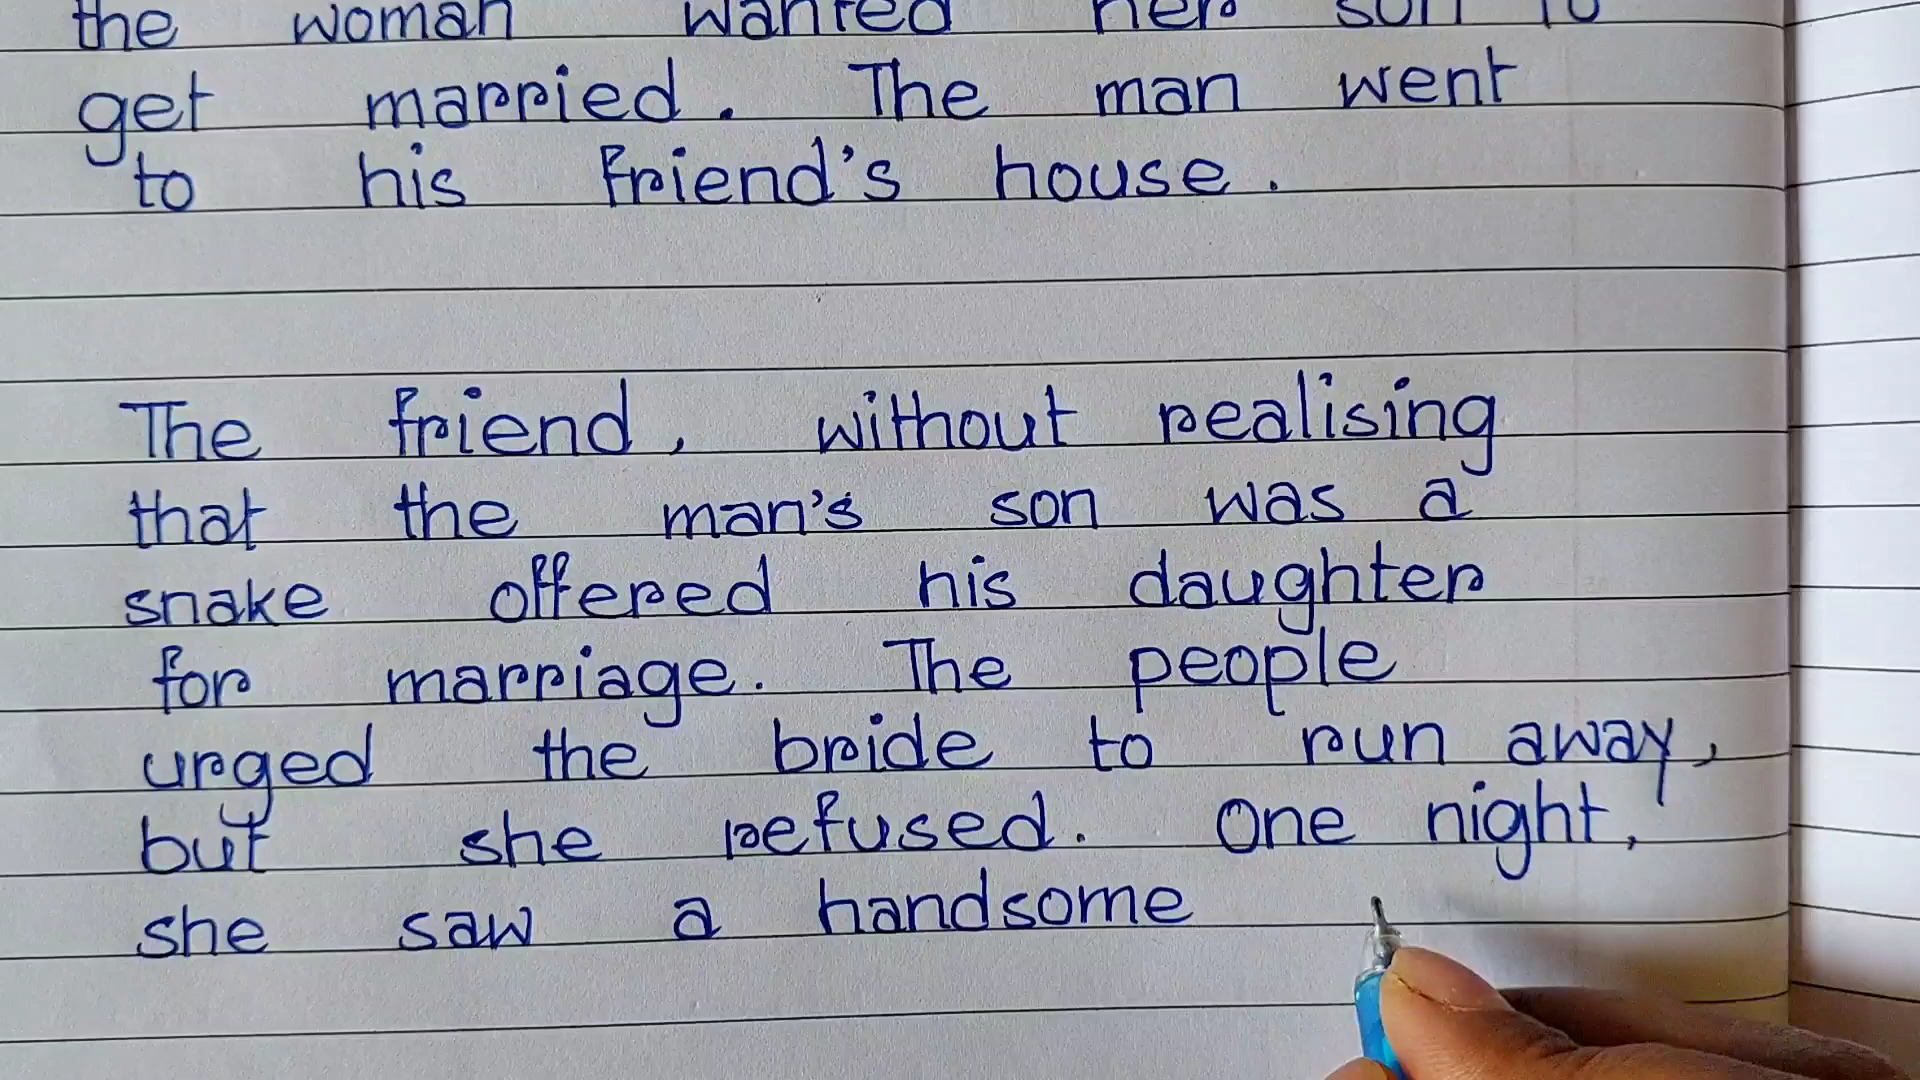 the woman wanted her son to
get married. The man went
to his friend's house.
The friend, without realising
that the man's son was a
snake offered his daughter
for marriage. The people
urged the bride to run away,
but she refused. One night,
she saw a handsome